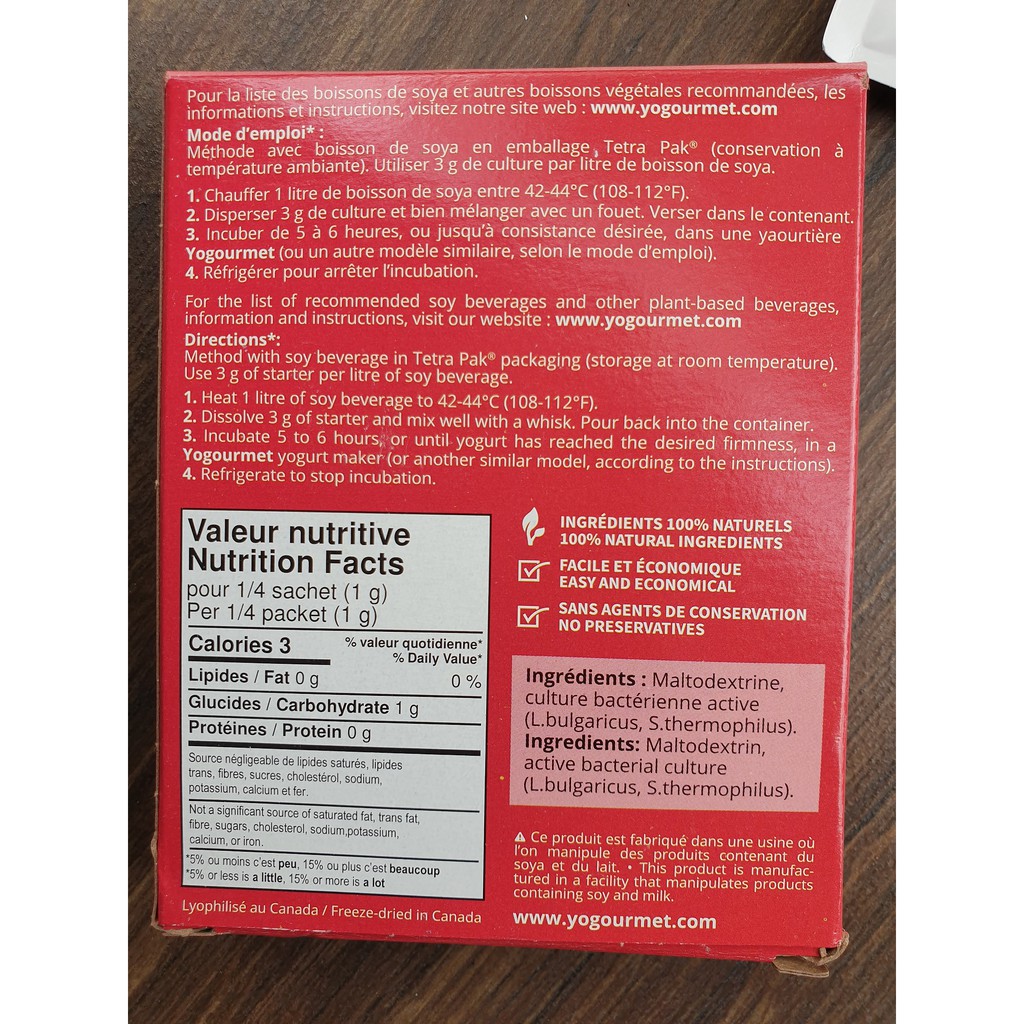 Pour la liste des boissons de soya et autres boissons végétales recommandées, les
informations et instructions, visitez notre site web : www.yogourmet.com
Mode d'emploi* :
Méthode avec boisson de soya en emballage Tetra Pak® (conservation à
température ambiante). Utiliser 3 g de culture par litre de boisson de soya.
1. Chauffer 1 litre de boisson de soya entre 42-44°C (108-112°F).
2. Disperser 3 g de culture et bien mélanger avec un fouet. Verser dans le contenant.
3. Incuber de 5 à 6 heures, ou jusqu'à consistance désirée, dans une yaourtière
Yogourmet (ou un autre modèle similaire, selon le mode d'emploi).
4. Réfrigérer pour arrêter l'incubation.
For the list of recommended soy beverages and other plant-based beverages,
information and instructions, visit our website : www.yogourmet.com
Directions*:
Method with soy beverage in Tetra Pak® packaging (storage at room temperature).
Use 3 g of starter per litre of soy beverage.
1. Heat 1 litre of soy beverage to 42-44°C (108-112°F).
2. Dissolve 3 g of starter and mix well with a whisk. Pour back into the container.
3. Incubate 5 to 6 hours, or until yogurt has reached the desired firmness, in a
Yogourmet yogurt maker (or another similar model, according to the instructions).
4. Refrigerate to stop incubation.
Valeur nutritive
Nutrition Facts
pour 1/4 sachet (1 g)
Per 1/4 packet (1 g)
Calories 3
% valeur quotidienne*
% Daily Value*
Lipides / Fat 0 g 0 %
Glucides / Carbohydrate 1 g
Protéines / Protein 0 g
Source négligeable de lipides saturés, lipides
trans, fibres, sucres, cholestérol, sodium,
potassium, calcium et fer.
Not a significant source of saturated fat, trans fat,
fibre, sugars, cholesterol, sodium,potassium,
calcium, or iron.
*5% ou moins c'est peu, 15% ou plus c'est beaucoup
*5% or less is a little, 15% or more is a lot
Lyophilisé au Canada / Freeze-dried in Canada
INGRÉDIENTS 100% NATURELS
100% NATURAL INGREDIENTS
FACILE ET ÉCONOMIQUE
EASY AND ECONOMICAL
SANS AGENTS DE CONSERVATION
NO PRESERVATIVES
Ingrédients : Maltodextrine,
culture bactérienne active
(L.bulgaricus, S.thermophilus).
Ingredients: Maltodextrin,
active bacterial culture
(L.bulgaricus, S.thermophilus).
Ce produit est fabriqué dans une usine où
l'on manipule des produits contenant du
soya et du lait. • This product is manufac-
tured in a facility that manipulates products
containing soy and milk.
www.yogourmet.com